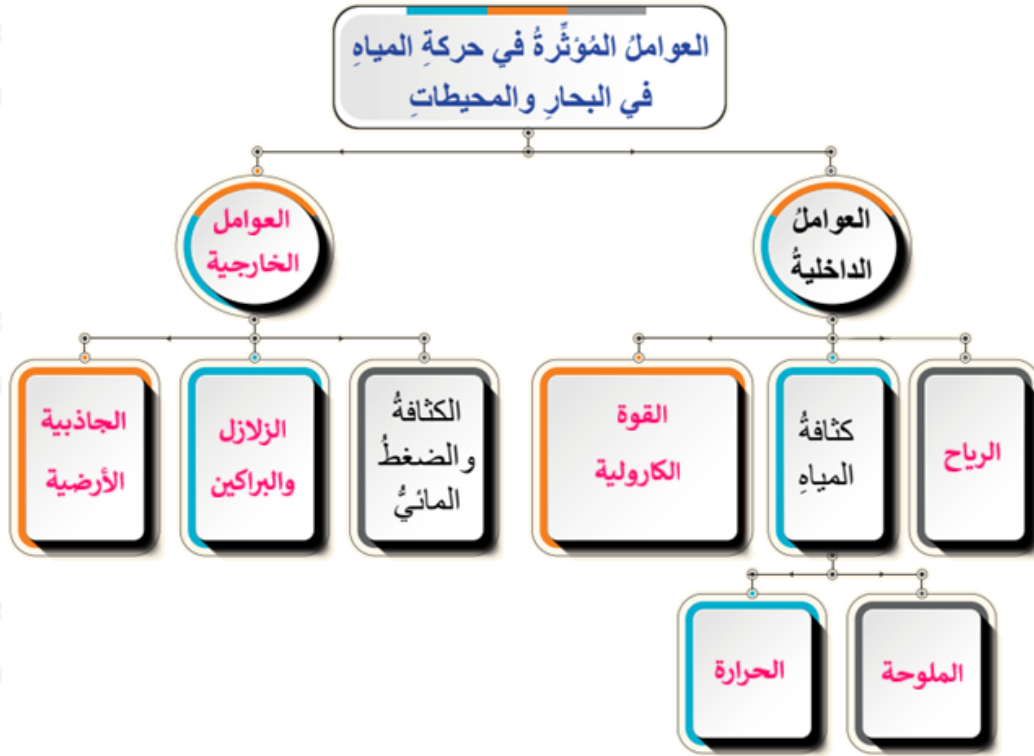 العواملُ المُؤثِّرةُ في حركةِ المياهِ
في البحارِ والمحيطاتِ
العواملُ
الداخليةُ
العوامل
الخارجية
الرياح
كثافةُ
المياهِ
القوة
الكارولية
الكثافةُ
والضغطُ
المائيُّ
الزلازل
والبراكين
الجاذبية
الأرضية
الملوحة
الحرارة